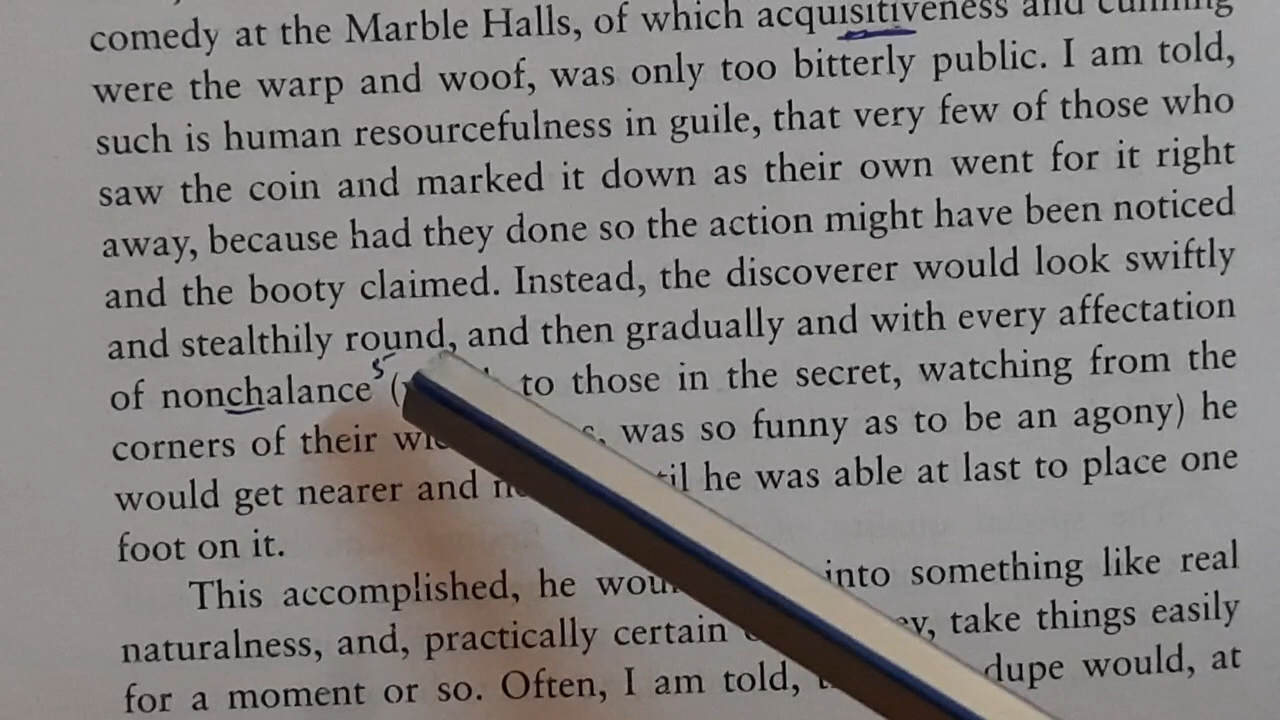 comedy at the Marble Halls, of which acquisitiveness and cunning
were the warp and woof, was only too bitterly public. I am told,
such is human resourcefulness in guile, that very few of those who
saw the coin and marked it down as their own went for it right
away, because had they done so the action might have been noticed
and the booty claimed. Instead, the discoverer would look swiftly
and stealthily round, and then gradually and with every affectation
of nonchalance 5 ( to those in the secret, watching from the
corners of their was so funny as to be an agony) he
would get nearer and he was able at last to place one
foot on it.
This accomplished, he into something like real
naturalness, and, practically certain take things easily
for a moment or so. Often, I am told, dupe would, at